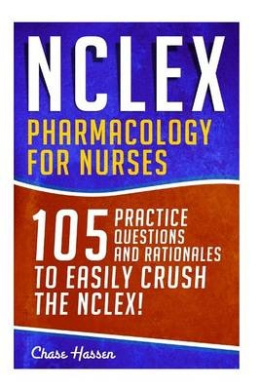 NCLEX
PHARMACOLOGY
FOR NURSES
105 PRACTICE
QUESTIONS
AND RATIONALES
TO EASILY CRUSH
THE NCLEX!
Chase Hassen